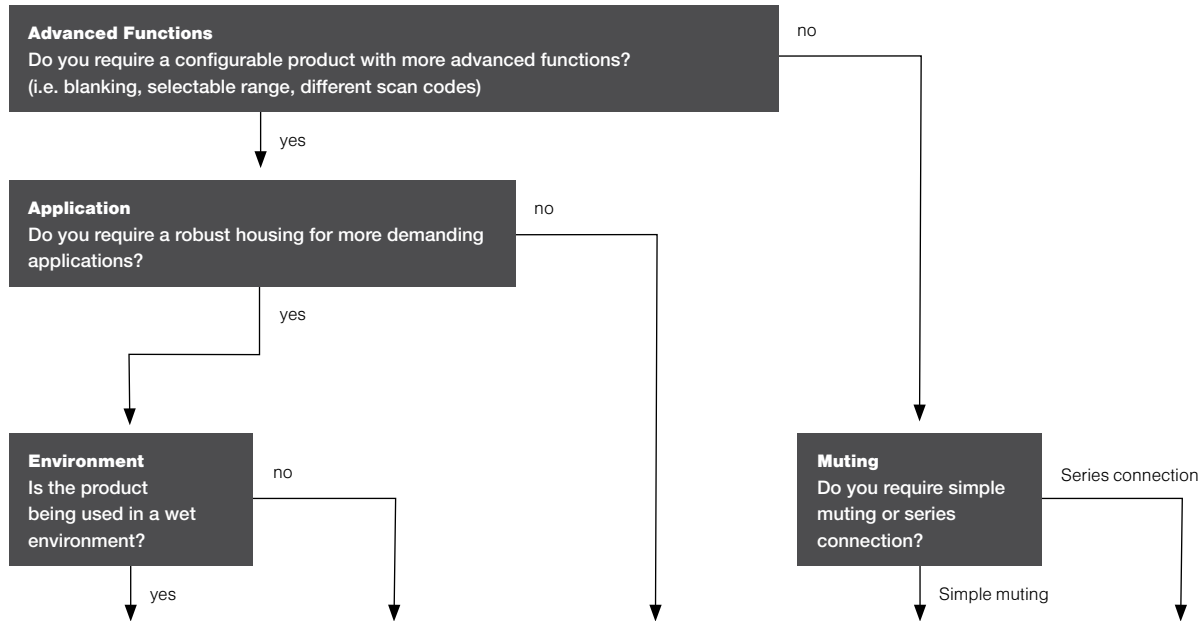 Advanced Functions
Do you require a configurable product with more advanced functions?
(i.e. blanking, selectable range, different scan codes)
no
yes
Application
Do you require a robust housing for more demanding
applications?
no
yes
Environment
Is the product
being used in a wet
environment?
no
yes
Muting
Do you require simple
muting or series
connection?
Series connection
Simple muting